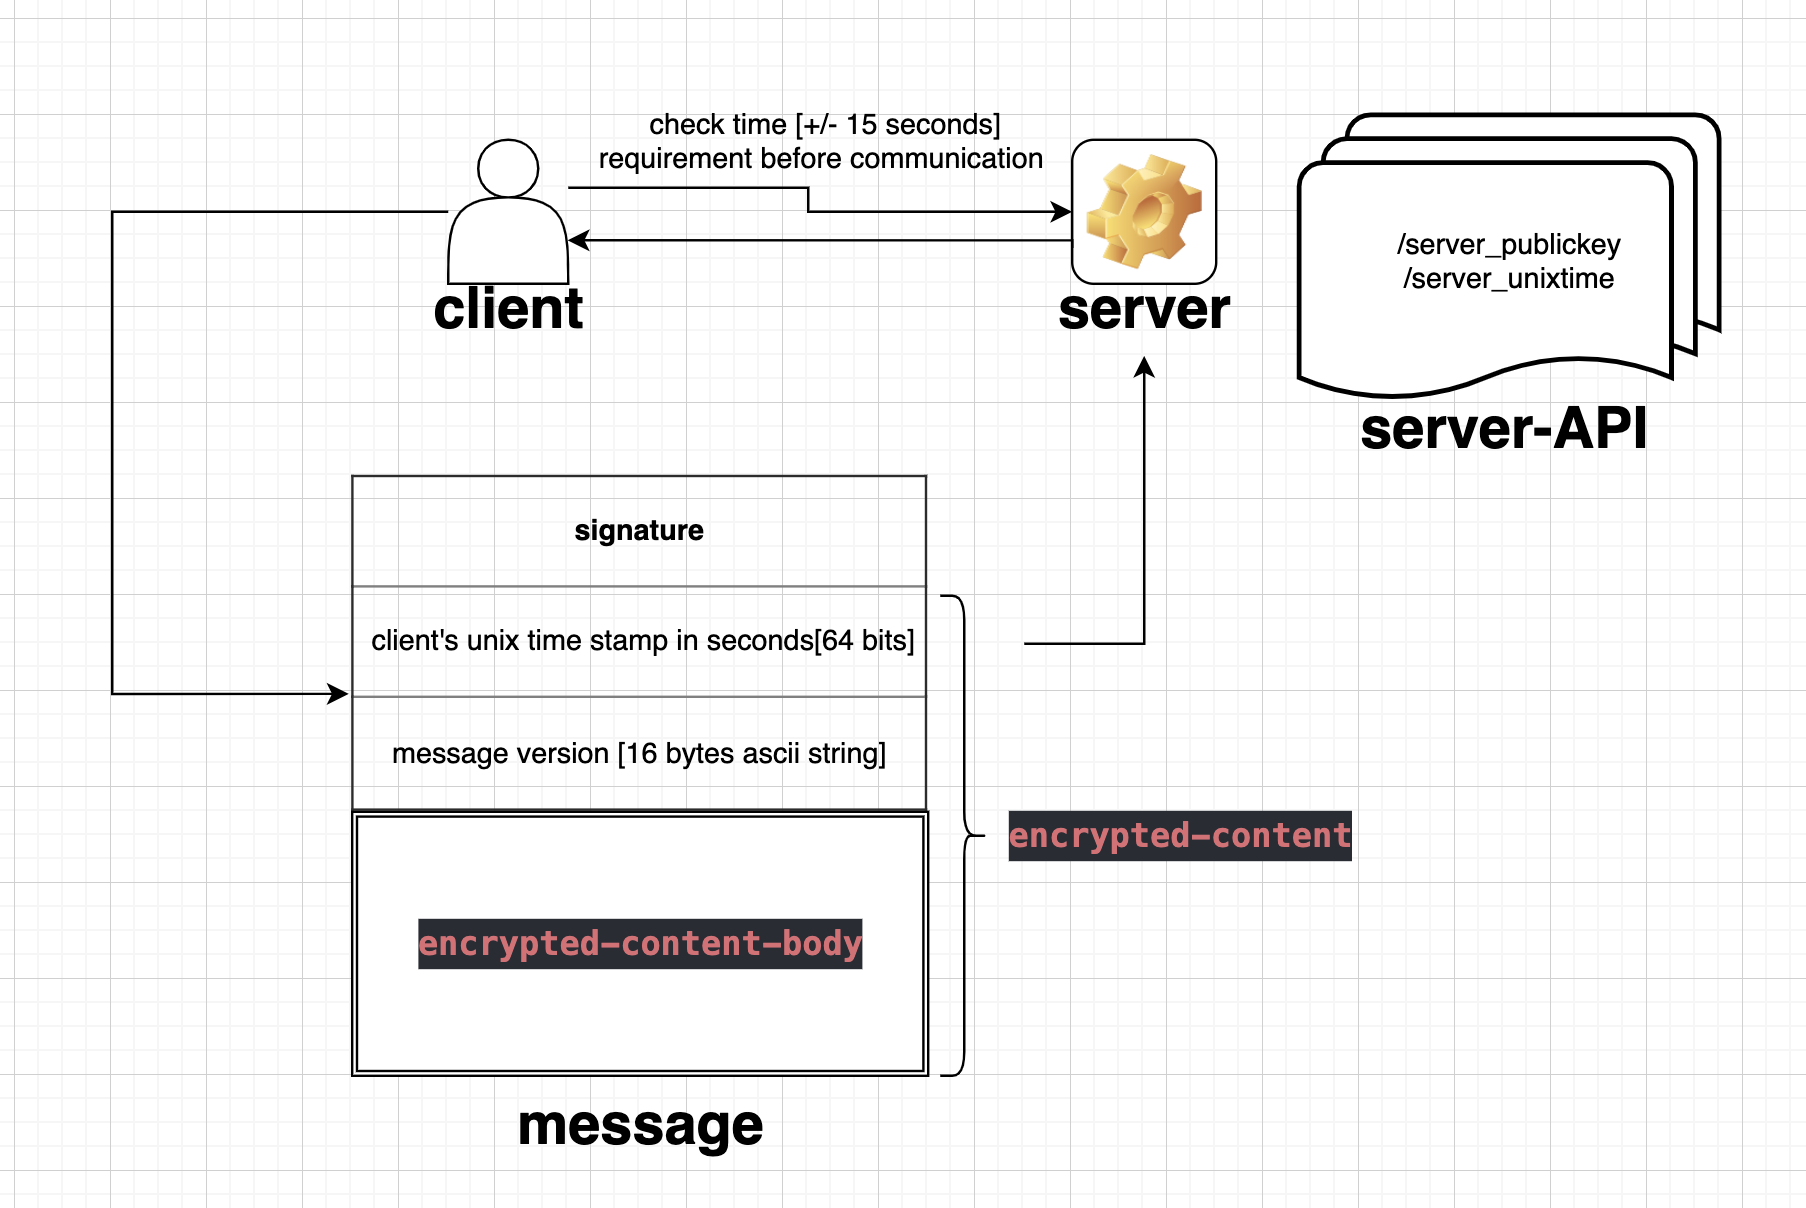 check time [+/- 15 seconds]
requirement before communication
client
server
/server_publickey
/server_unixtime
server-API
signature
client's unix time stamp in seconds[64 bits]
message version [16 bytes ascii string]
encrypted-content
encrypted-content-body
message